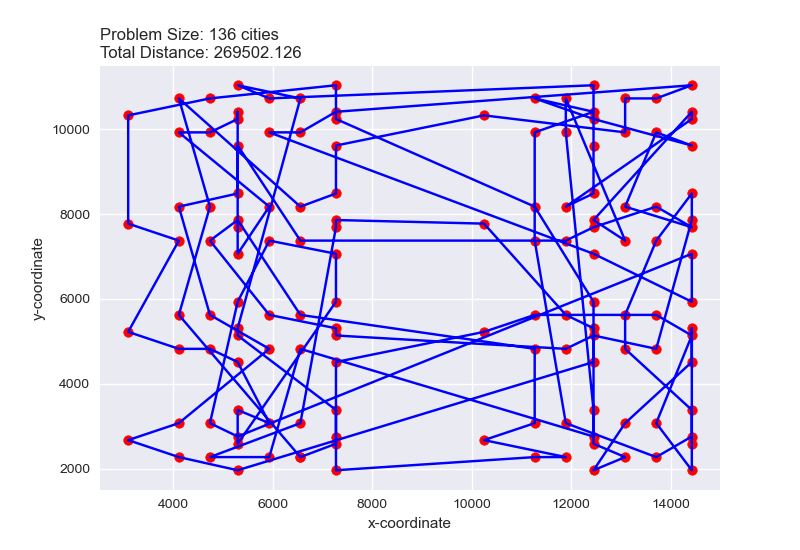 Problem Size: 136 cities
Total Distance: 269502.126
10000
8000
6000
4000
2000
y-coordinate
4000 6000 8000 10000 12000 14000
x-coordinate